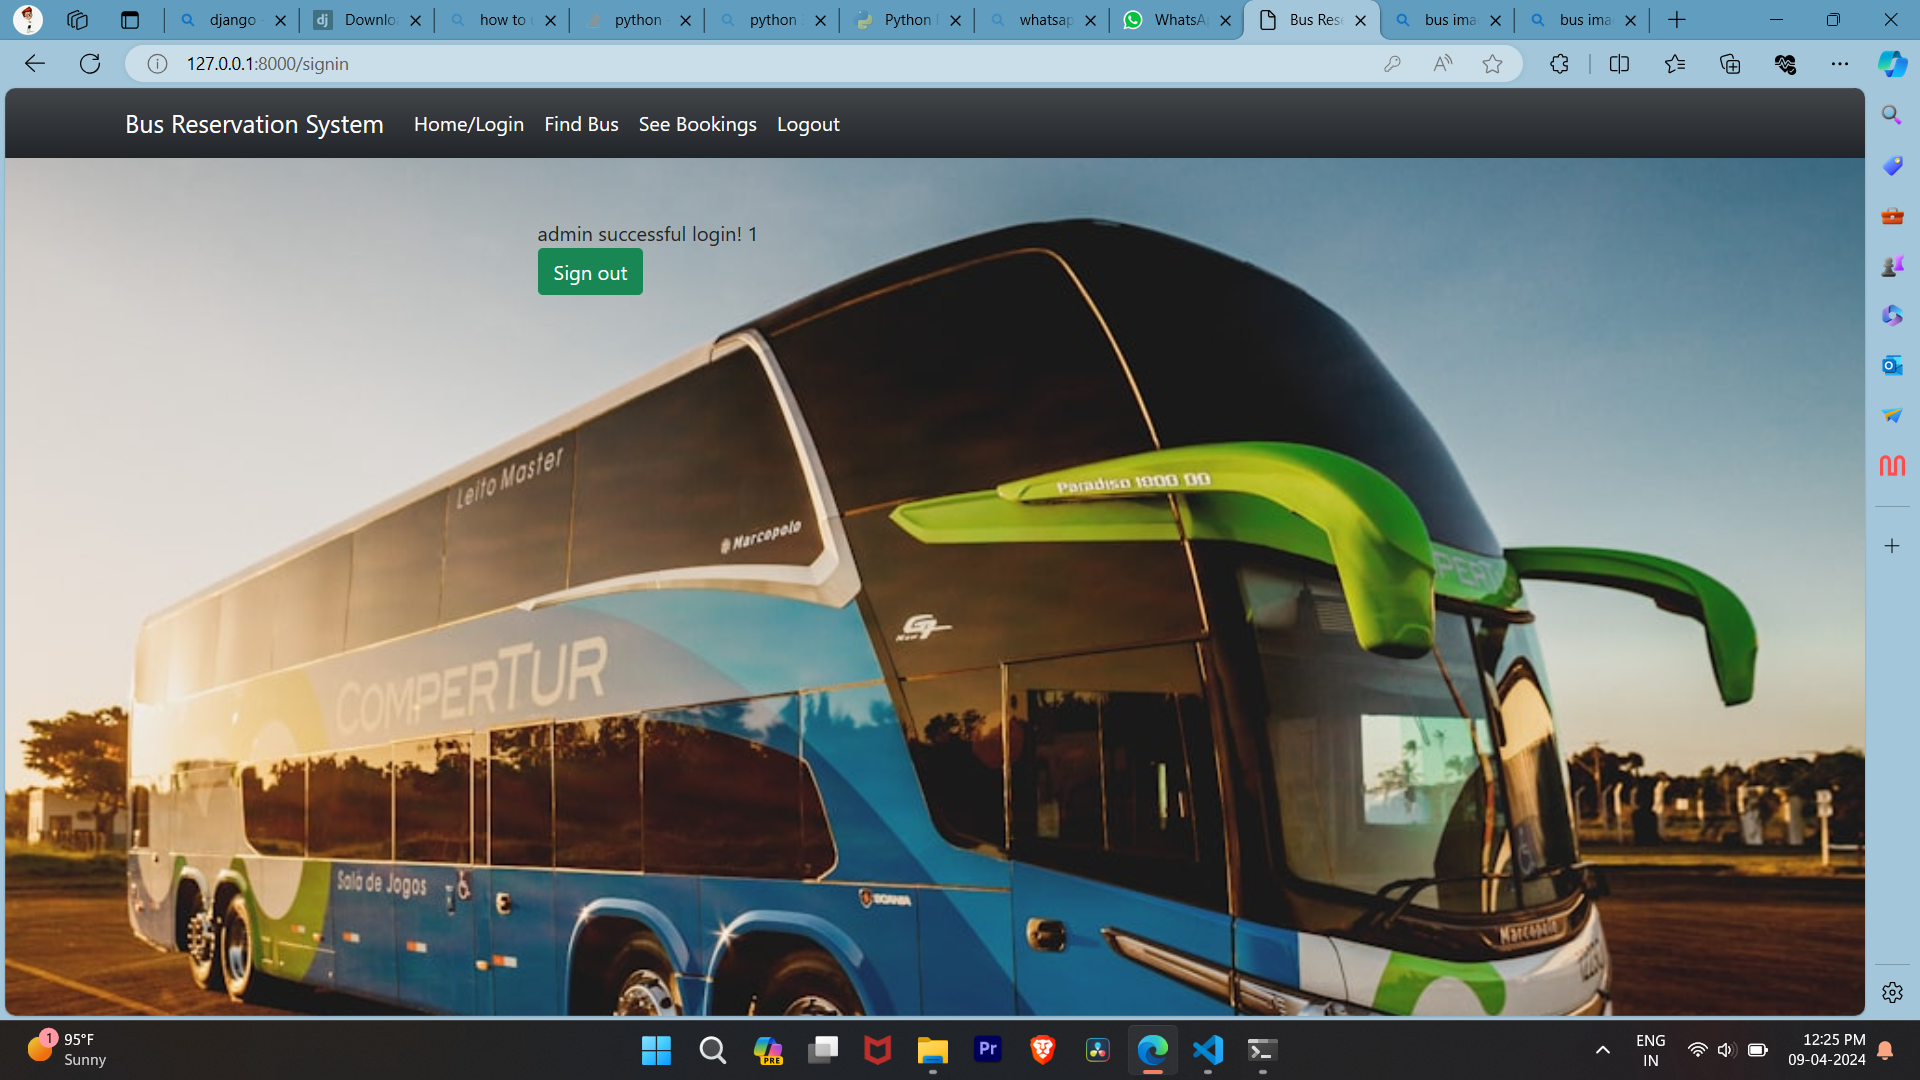 django
Downlo
how to
python
python
Python
whatsap
WhatsA
Bus Res
bus ima
bus ima
127.0.0.1:8000/signin
Bus Reservation System Home/Login Find Bus See Bookings Logout
admin successful login! 1
Sign out
Leito Master
Paradiso 1800 DD
Marcopolo
COMPERTUR
Sala de Jogos
SCANIA
Marcopolo
1
95°F
Sunny
PRE
Pr
ENG
IN
12:25 PM
09-04-2024